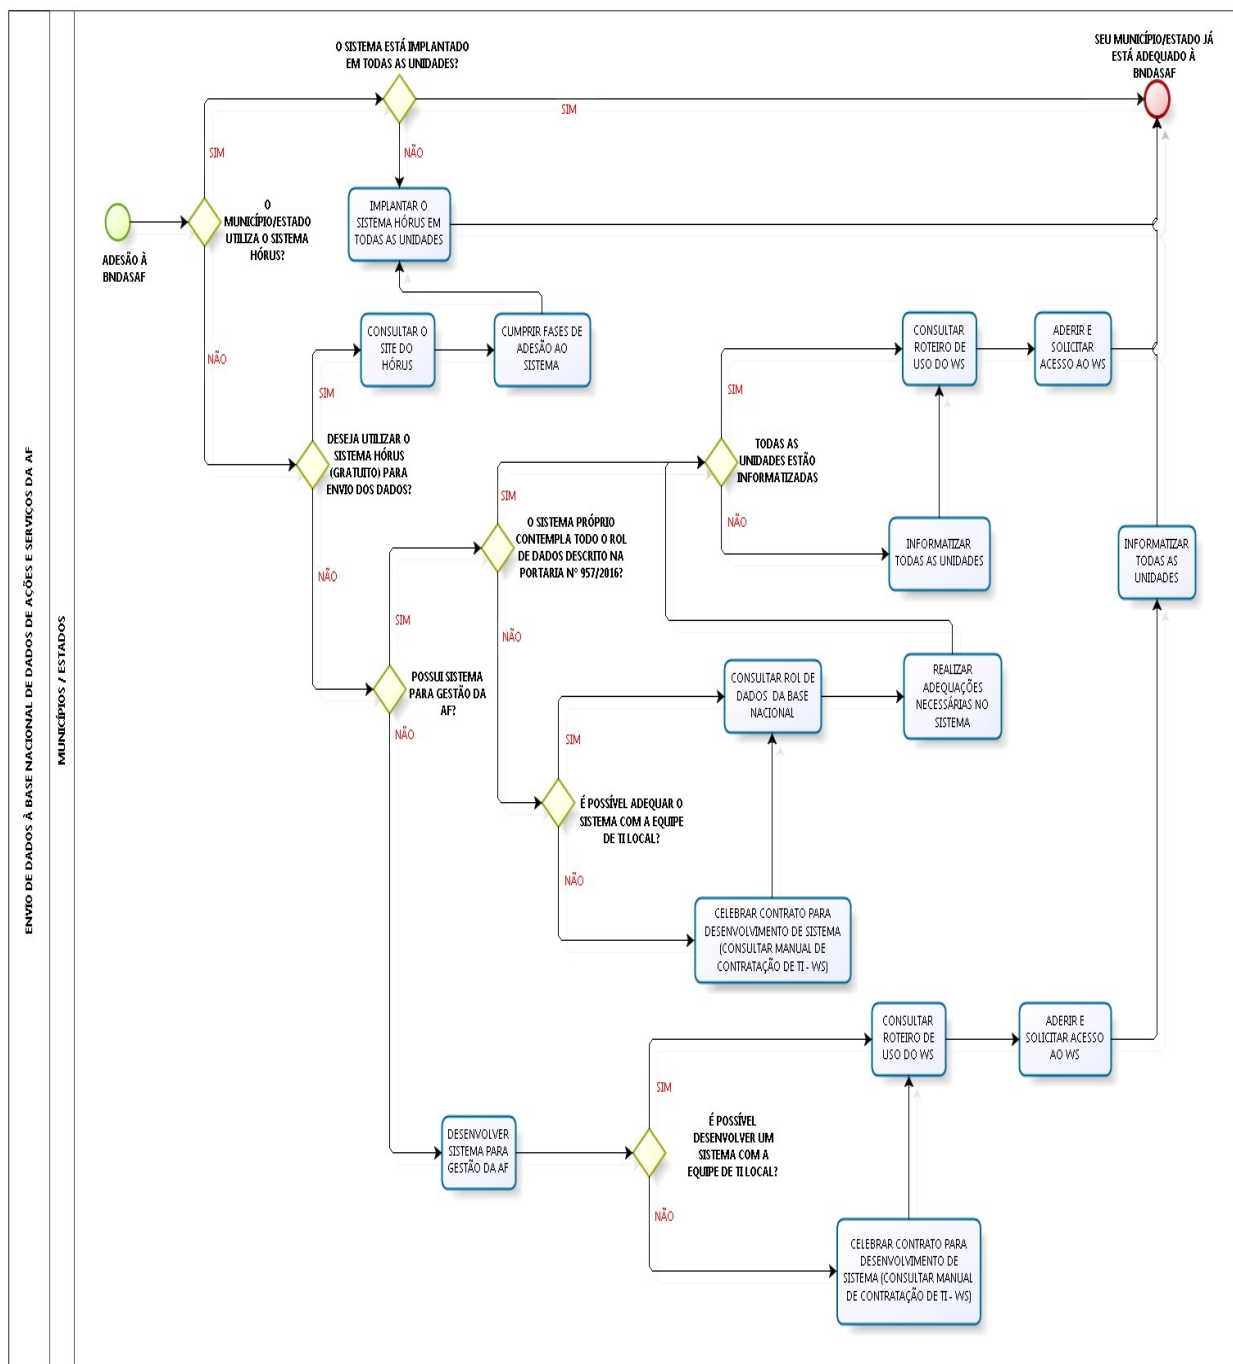 ENVIO DE DADOS À BASE NACIONAL DE DADOS DE AÇÕES E SERVIÇOS DA AF
MUNICÍPIOS / ESTADOS
O SISTEMA ESTÁ IMPLANTADO
EM TODAS AS UNIDADES?
SEU MUNICÍPIO/ESTADO JÁ
ESTÁ ADEQUADO À
BNDASAF
SIM
SIM
NÃO
ADESÃO À
BNDASAF
O
MUNICÍPIO/ESTADO
UTILIZA O SISTEMA
HÓRUS?
IMPLANTAR O
SISTEMA HÓRUS EM
TODAS AS UNIDADES
NÃO
CONSULTAR O
SITE DO
HÓRUS
CUMPRIR FASES DE
ADESÃO AO
SISTEMA
CONSULTAR
ROTEIRO DE
USO DO WS
ADERIR E
SOLICITAR
ACESSO AO WS
SIM
SIM
DESEJA UTILIZAR O
SISTEMA HÓRUS
(GRATUITO) PARA
ENVIO DOS DADOS?
TODAS AS
UNIDADES ESTÃO
INFORMATIZADAS
SIM
NÃO
O SISTEMA PRÓPRIO
CONTEMPLA TODO O ROL
DE DADOS DESCRITO NA
PORTARIA Nº 957/2016?
INFORMATIZAR
TODAS AS UNIDADES
INFORMATIZAR
TODAS AS
UNIDADES
NÃO
SIM
NÃO
POSSUI SISTEMA
PARA GESTÃO DA
AF?
CONSULTAR ROL DE
DADOS DA BASE
NACIONAL
REALIZAR
ADEQUAÇÕES
NECESSÁRIAS NO
SISTEMA
NÃO
SIM
É POSSÍVEL ADEQUAR O
SISTEMA COM A EQUIPE
DE TI LOCAL?
NÃO
CELEBRAR CONTRATO PARA
DESENVOLVIMENTO DE SISTEMA
(CONSULTAR MANUAL DE
CONTRATAÇÃO DE TI - WS)
CONSULTAR
ROTEIRO DE
USO DO WS
ADERIR E
SOLICITAR ACESSO
AO WS
SIM
DESENVOLVER
SISTEMA PARA
GESTÃO DA AF
É POSSÍVEL
DESENVOLVER UM
SISTEMA COM A
EQUIPE DE TI LOCAL?
NÃO
CELEBRAR CONTRATO PARA
DESENVOLVIMENTO DE
SISTEMA (CONSULTAR MANUAL
DE CONTRATAÇÃO DE TI - WS)